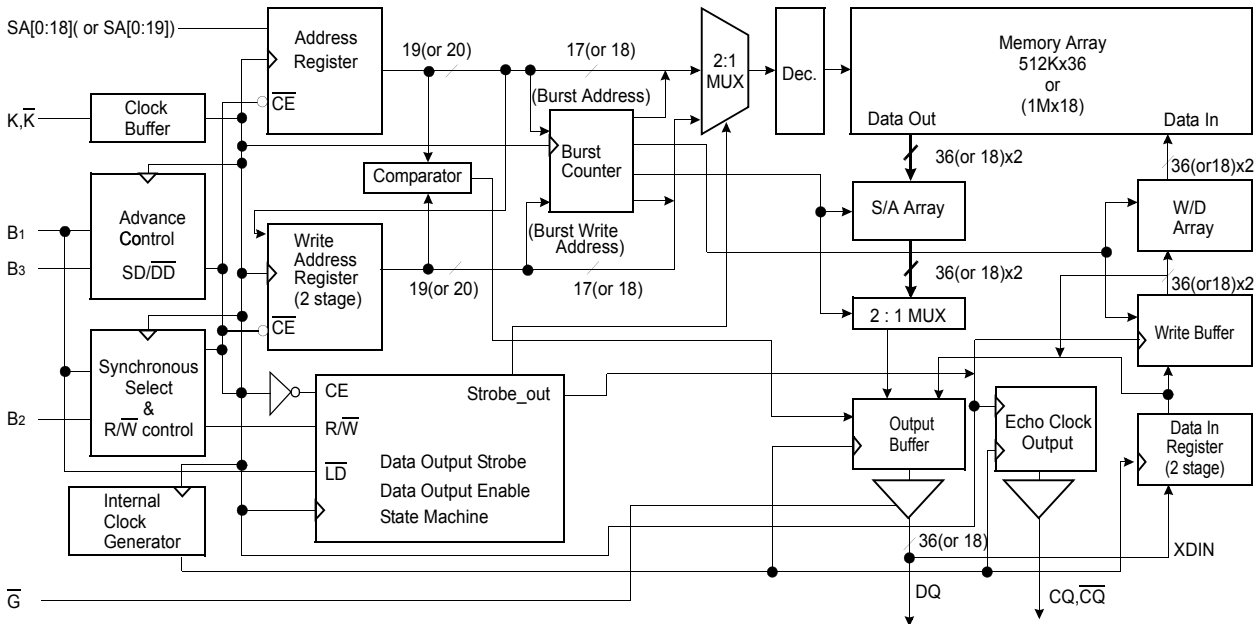 SA[0:18]( or SA[0:19])
Address
Register
CE
19(or 20)
17(or 18)
(Burst Address)
2:1
MUX
Dec.
Memory Array
512Kx36
or
(1Mx18)
Data Out
Data In
K,K
Clock
Buffer
Comparator
Burst
Counter
36(or 18)x2
36(or18)x2
S/A Array
W/D
Array
B1
Advance
Control
SD/DD
B3
Write
Address
Register
(2 stage)
CE
(Burst Write
Address)
19(or 20)
17(or 18)
36(or 18)x2
36(or18)x2
2 : 1 MUX
Write Buffer
Synchronous
Select
&
R/W control
B2
CE
Strobe_out
R/W
LD
Data Output Strobe
Data Output Enable
State Machine
Output
Buffer
Echo Clock
Output
Data In
Register
(2 stage)
Internal
Clock
Generator
36(or 18)
XDIN
G
DQ
CQ,CQ